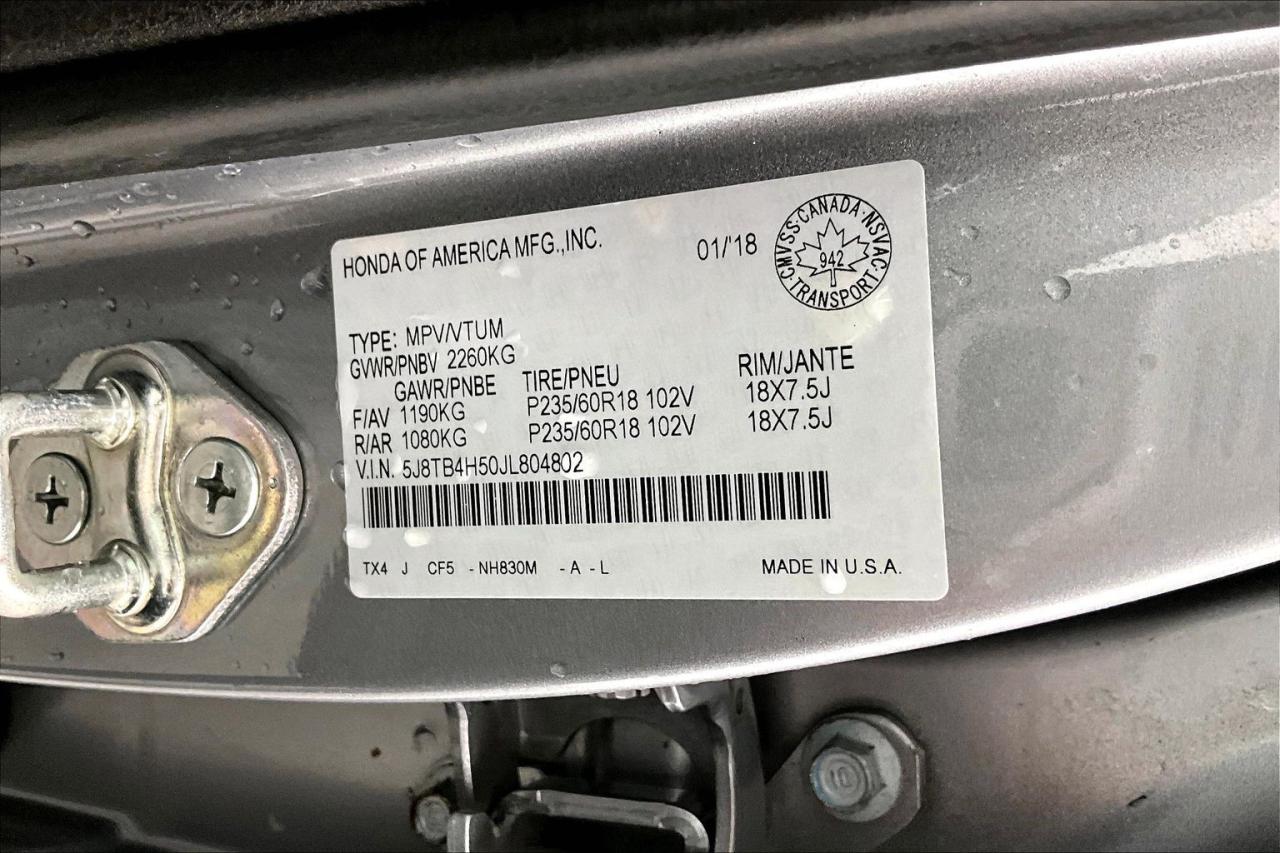 HONDA OF AMERICA MFG.,INC.
01/'18
CMVSS·CANADA·NSVAC·TRANSPORT·
942
TYPE: MPV/VTUM
GVWR/PNBV 2260KG
GAWR/PNBE TIRE/PNEU RIM/JANTE
F/AV 1190KG P235/60R18 102V 18X7.5J
R/AR 1080KG P235/60R18 102V 18X7.5J
V.I.N. 5J8TB4H50JL804802
TX4 J CF5 -NH830M -A -L MADE IN U.S.A.
10